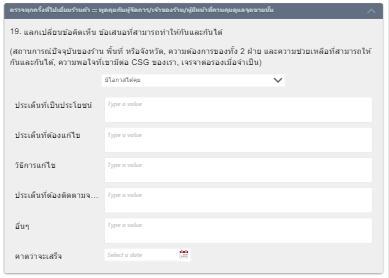 ตรวจทุกครั้งที่ไปเยี่ยมร้านค้า :: พูดคุยกับผู้จัดการ/เจ้าของร้าน/ผู้มีหน้าที่ควบคุมดูแลจุดขายนั้น
19. แลกเปลี่ยนข้อคิดเห็น ข้อเสนอที่สามารถทำให้กันและกันได้
(สถานการณ์ปัจจุบันของร้าน พื้นที่ หรือจังหวัด, ความต้องการของทั้ง 2 ฝ่าย และความช่วยเหลือที่สามารถให้
กันและกันได้, ความพอใจที่เขามีต่อ CSG ของเรา, เจรจาต่อรองเมื่อจำเป็น)
มีโอกาสได้คุย
ประเด็นที่เป็นประโยชน์ Type a value
ประเด็นที่ต้องแก้ไข Type a value
วิธีการแก้ไข Type a value
ประเด็นที่ต้องติดตามจ... Type a value
อื่นๆ Type a value
คาดว่าจะเสร็จ Select a date